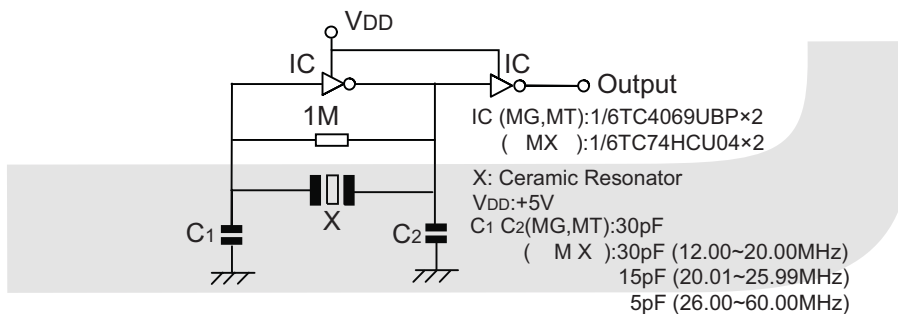 VDD
IC
IC
Output
1M
IC (MG,MT):1/6TC4069UBP×2
( MX ):1/6TC74HCU04×2
X: Ceramic Resonator
VDD:+5V
X
C1
C2
C1 C2(MG,MT):30pF
( M X ):30pF (12.00~20.00MHz)
15pF (20.01~25.99MHz)
5pF (26.00~60.00MHz)